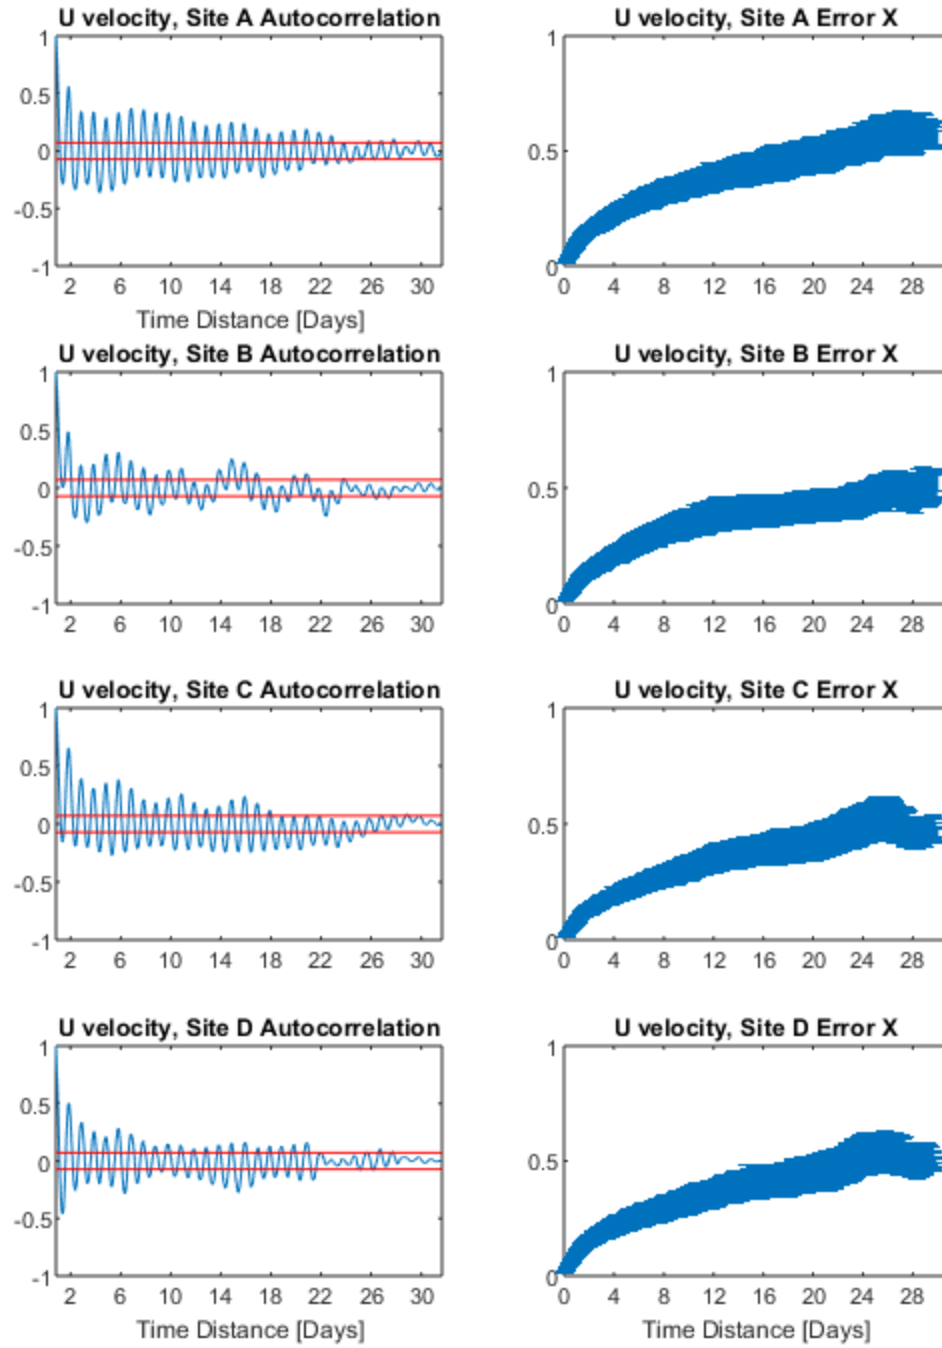 U velocity, Site A Autocorrelation
1
0.5
0
-0.5
-1
2 6 10 14 18 22 26 30
Time Distance [Days]
U velocity, Site A Error X
1
0.5
0
0 4 8 12 16 20 24 28
U velocity, Site B Autocorrelation
1
0.5
0
-0.5
-1
2 6 10 14 18 22 26 30
U velocity, Site B Error X
1
0.5
0
0 4 8 12 16 20 24 28
U velocity, Site C Autocorrelation
1
0.5
0
-0.5
-1
2 6 10 14 18 22 26 30
U velocity, Site C Error X
1
0.5
0
0 4 8 12 16 20 24 28
U velocity, Site D Autocorrelation
1
0.5
0
-0.5
-1
2 6 10 14 18 22 26 30
Time Distance [Days]
U velocity, Site D Error X
1
0.5
0
0 4 8 12 16 20 24 28
Time Distance [Days]